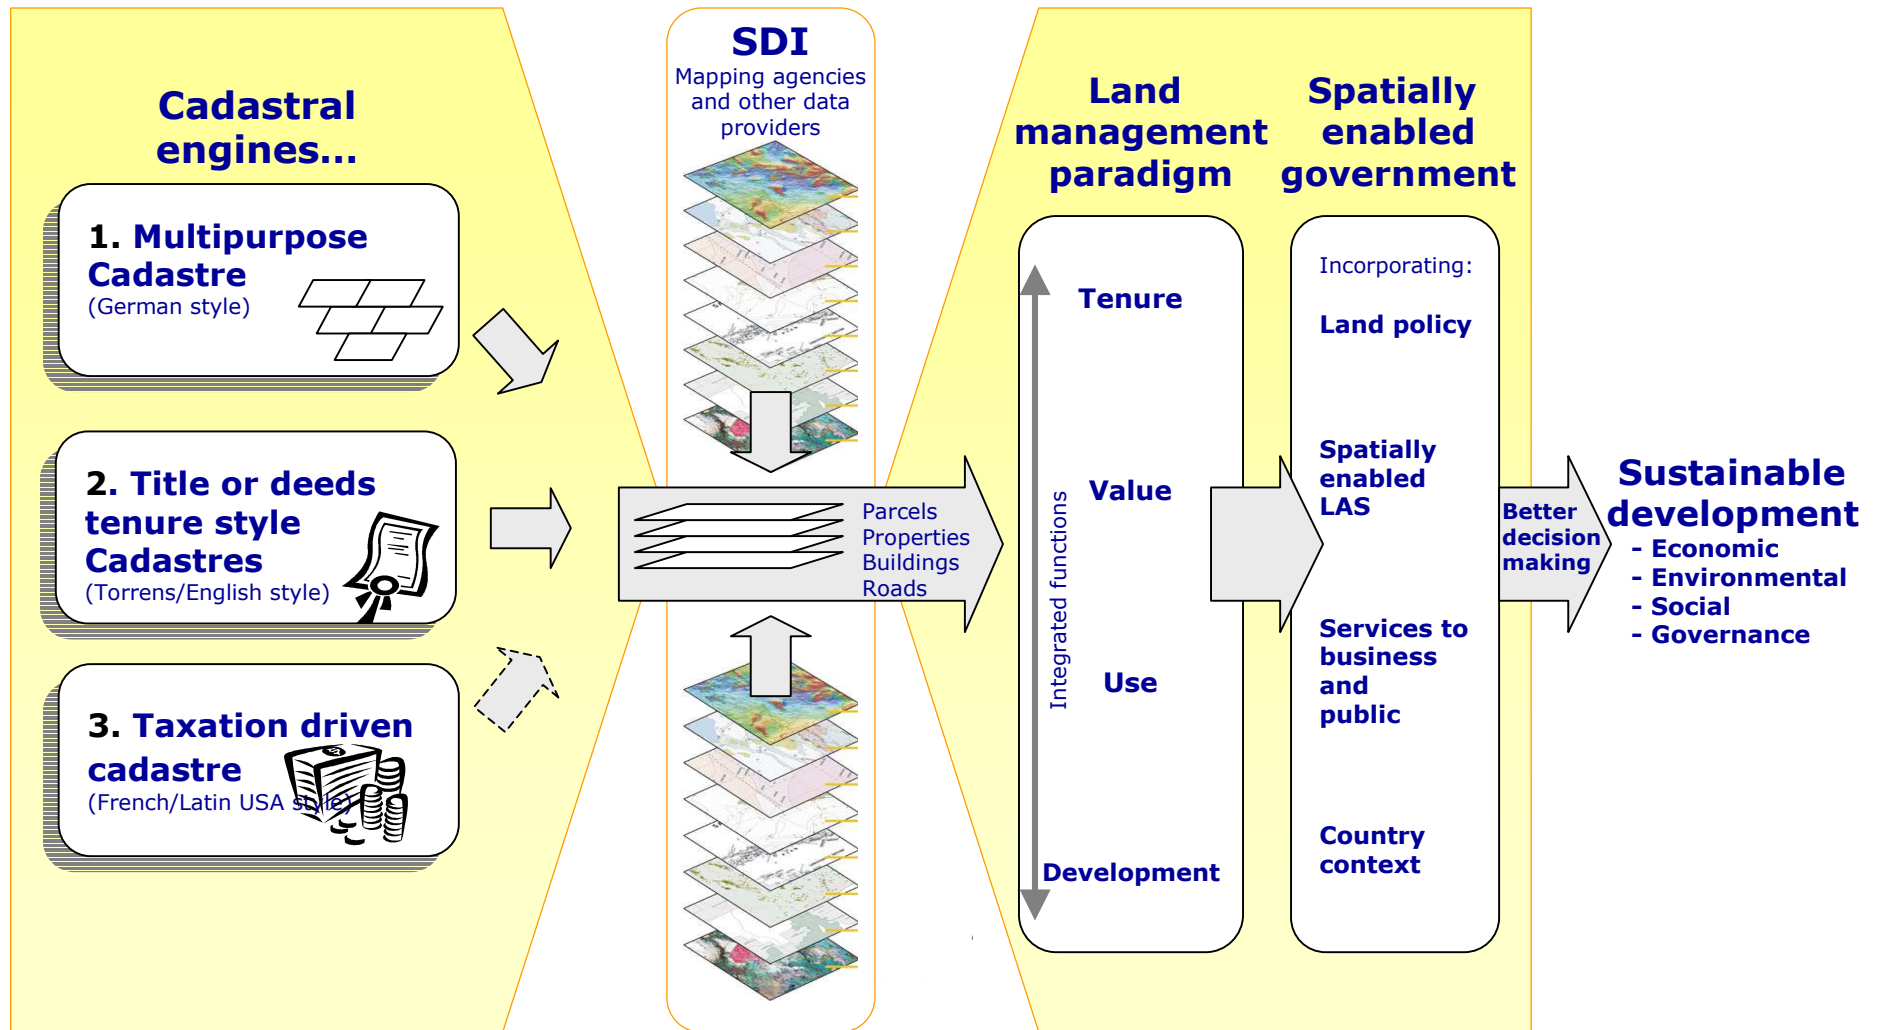 Cadastral
engines...
1. Multipurpose
Cadastre
(German style)
2. Title or deeds
tenure style
Cadastres
(Torrens/English style)
3. Taxation driven
cadastre
(French/Latin USA style)
SDI
Mapping agencies
and other data
providers
Parcels
Properties
Buildings
Roads
Land
management
paradigm
Integrated functions
Tenure
Value
Use
Development
Spatially
enabled
government
Incorporating:
Land policy
Spatially
enabled
LAS
Services to
business
and
public
Country
context
Better
decision
making
Sustainable
development
- Economic
- Environmental
- Social
- Governance